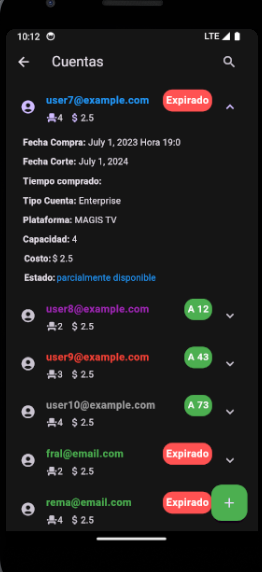 10:12 LTE
Cuentas
user7@example.com Expirado
4 $ 2.5
Fecha Compra: July 1, 2023 Hora 19:0
Fecha Corte: July 1, 2024
Tiempo comprado:
Tipo Cuenta: Enterprise
Plataforma: MAGIS TV
Capacidad: 4
Costo:$ 2.5
Estado:parcialmente disponible
user8@example.com A 12
2 $ 2.5
user9@example.com A 43
3 $ 2.5
user10@example.com A 73
4 $ 2.5
fral@email.com Expirado
2 $ 2.5
rema@email.com Expirado
4 $ 2.5
+